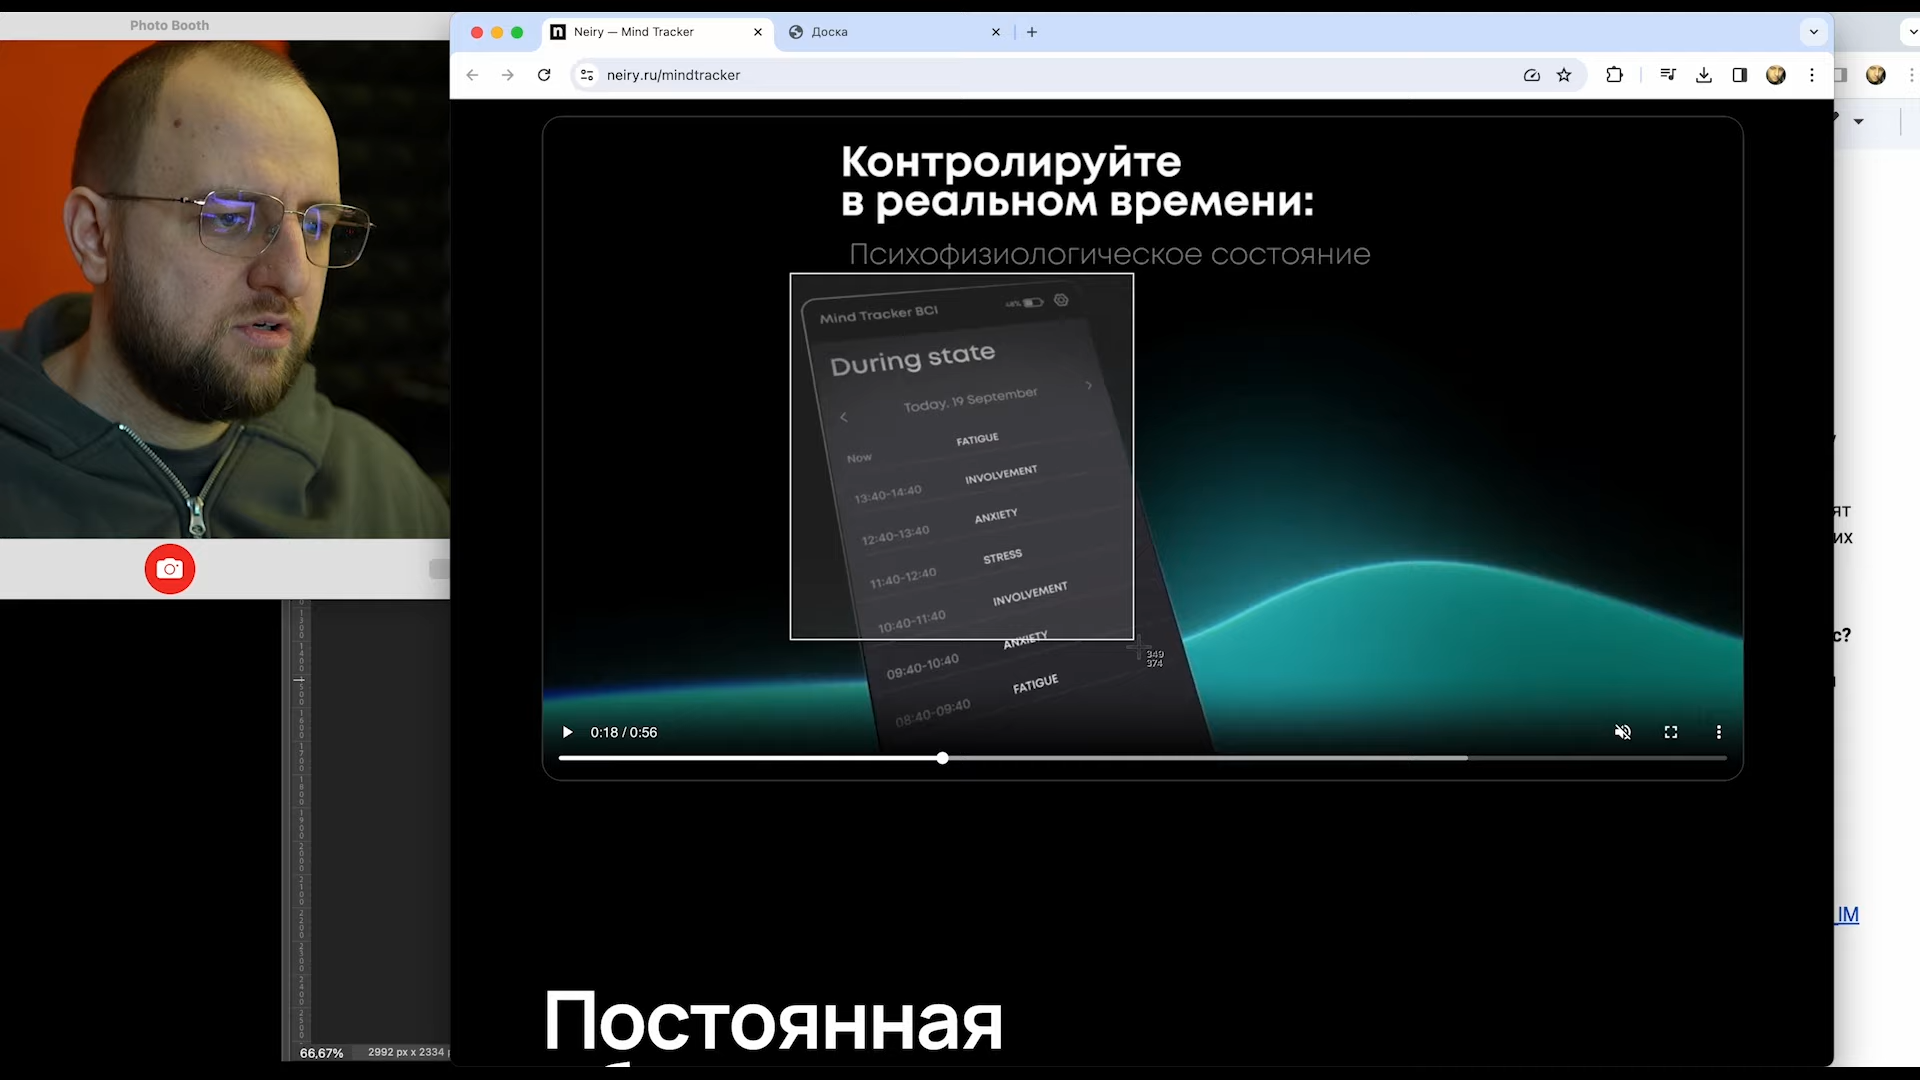 Photo Booth
Neiry — Mind Tracker
Доска
neiry.ru/mindtracker
Контролируйте
в реальном времени:
Психофизиологическое состояние
Mind Tracker BCI
During state
Today, 19 September
Now FATIGUE
13:40-14:40 INVOLVEMENT
12:40-13:40 ANXIETY
11:40-12:40 STRESS
10:40-11:40 INVOLVEMENT
09:40-10:40 ANXIETY
08:40-09:40 FATIGUE
349
374
0:18 / 0:56
Постоянная
66,67% 2992 px x 2334
ят
их
с?
IM